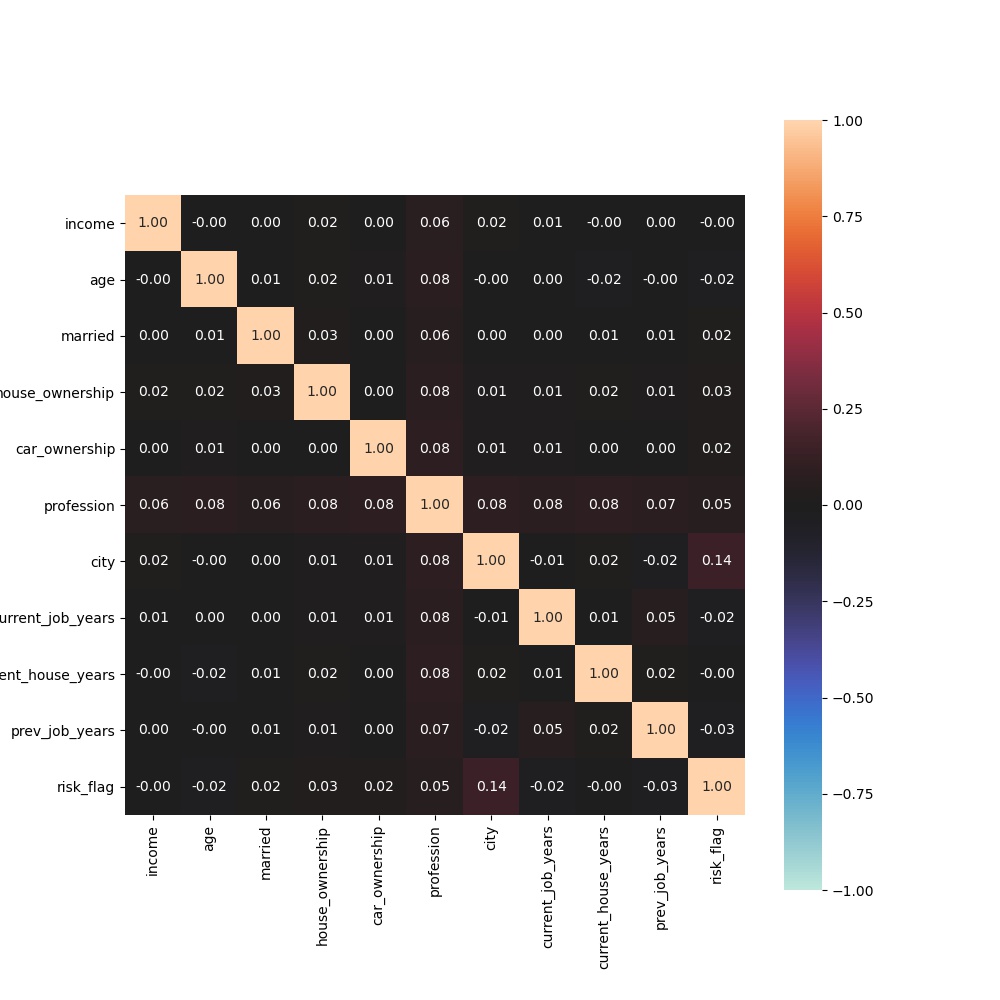 income 1.00 -0.00 0.00 0.02 0.00 0.06 0.02 0.01 -0.00 0.00 -0.00
age -0.00 1.00 0.01 0.02 0.01 0.08 -0.00 0.00 -0.02 -0.00 -0.02
married 0.00 0.01 1.00 0.03 0.00 0.06 0.00 0.00 0.01 0.01 0.02
house_ownership 0.02 0.02 0.03 1.00 0.00 0.08 0.01 0.01 0.02 0.01 0.03
car_ownership 0.00 0.01 0.00 0.00 1.00 0.08 0.01 0.01 0.00 0.00 0.02
profession 0.06 0.08 0.06 0.08 0.08 1.00 0.08 0.08 0.08 0.07 0.05
city 0.02 -0.00 0.00 0.01 0.01 0.08 1.00 -0.01 0.02 -0.02 0.14
urrent_job_years 0.01 0.00 0.00 0.01 0.01 0.08 -0.01 1.00 0.01 0.05 -0.02
ent_house_years -0.00 -0.02 0.01 0.02 0.00 0.08 0.02 0.01 1.00 0.02 -0.00
prev_job_years 0.00 -0.00 0.01 0.01 0.00 0.07 -0.02 0.05 0.02 1.00 -0.03
risk_flag -0.00 -0.02 0.02 0.03 0.02 0.05 0.14 -0.02 -0.00 -0.03 1.00
income
age
married
house_ownership
car_ownership
profession
city
current_job_years
current_house_years
prev_job_years
risk_flag
1.00
0.75
0.50
0.25
0.00
−0.25
−0.50
−0.75
−1.00